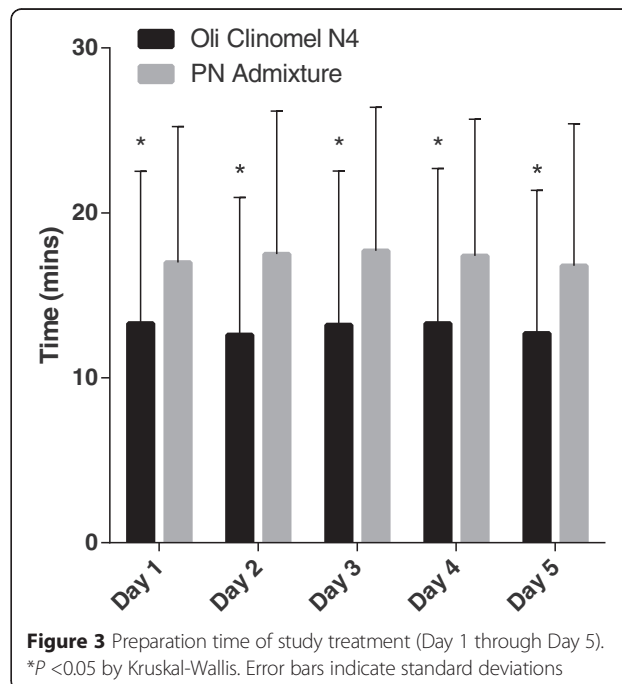 Oli Clinomel N4
PN Admixture
Time (mins)
30
20
10
0
Day 1
Day 2
Day 3
Day 4
Day 5
* * * * *
Figure 3 Preparation time of study treatment (Day 1 through Day 5).
*P <0.05 by Kruskal-Wallis. Error bars indicate standard deviations